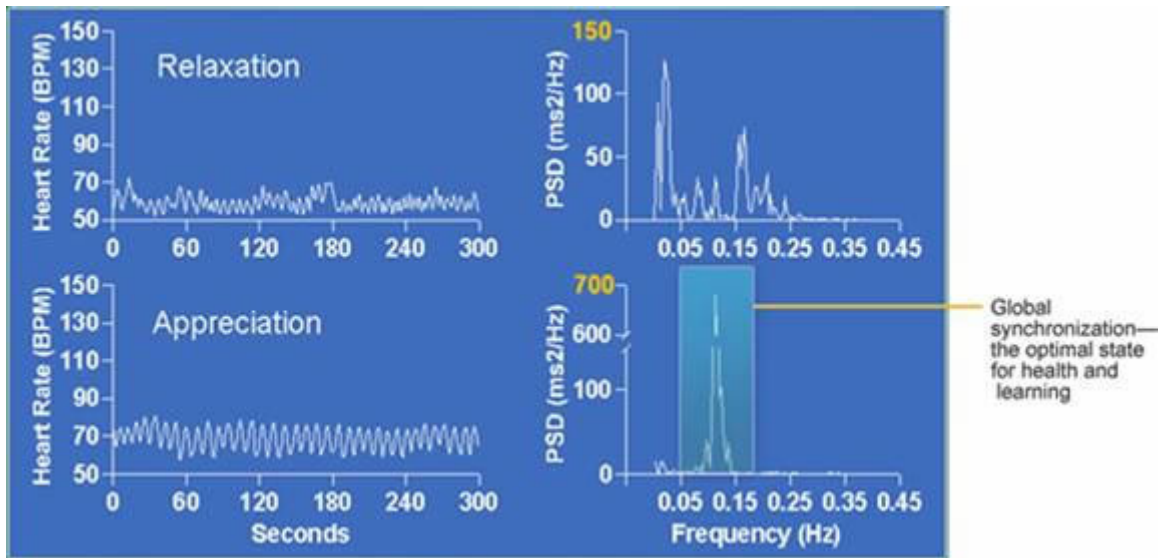 Heart Rate (BPM)
150
130
110
90
70
50
Relaxation
0 60 120 180 240 300
PSD (ms2/Hz)
150
100
50
0
0.05 0.15 0.25 0.35 0.45
Heart Rate (BPM)
150
130
110
90
70
50
Appreciation
0 60 120 180 240 300
Seconds
PSD (ms2/Hz)
700
600
100
0
0.05 0.15 0.25 0.35 0.45
Frequency (Hz)
Global
synchronization—
the optimal state
for health and
learning